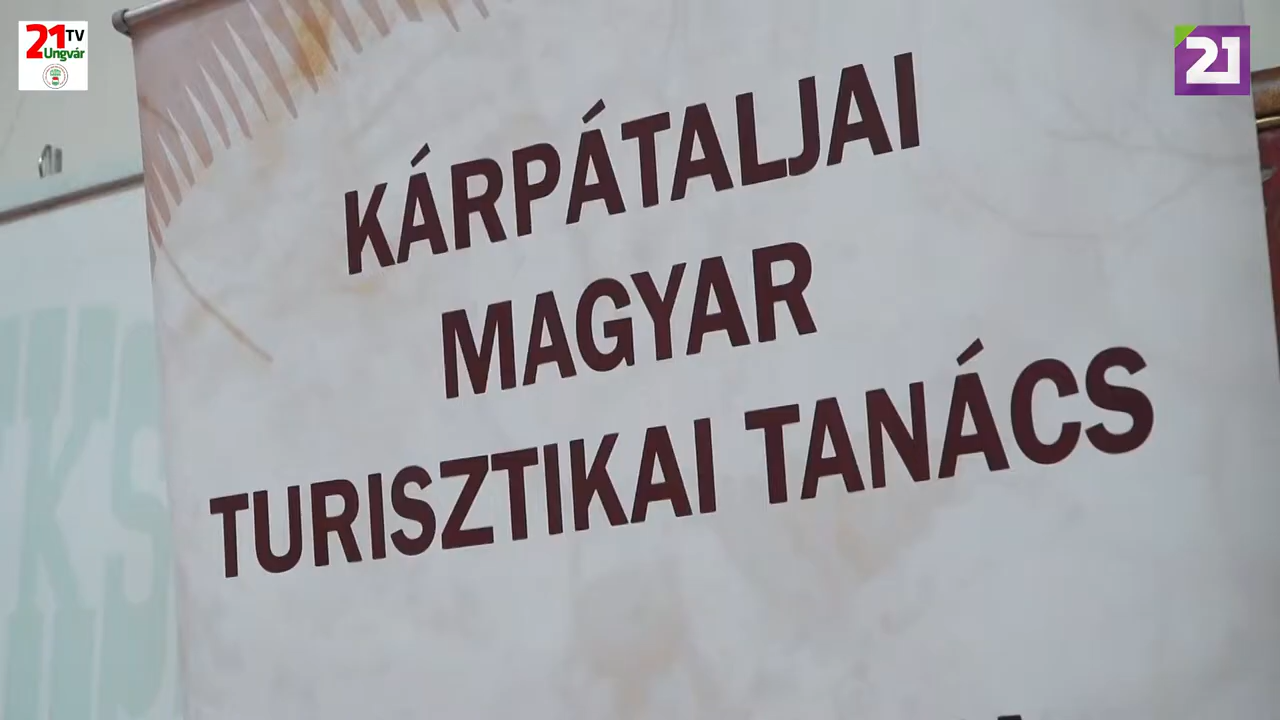 21 TV
Ungvár
21
KÁRPÁTALJAI
MAGYAR
TURISZTIKAI TANÁCS